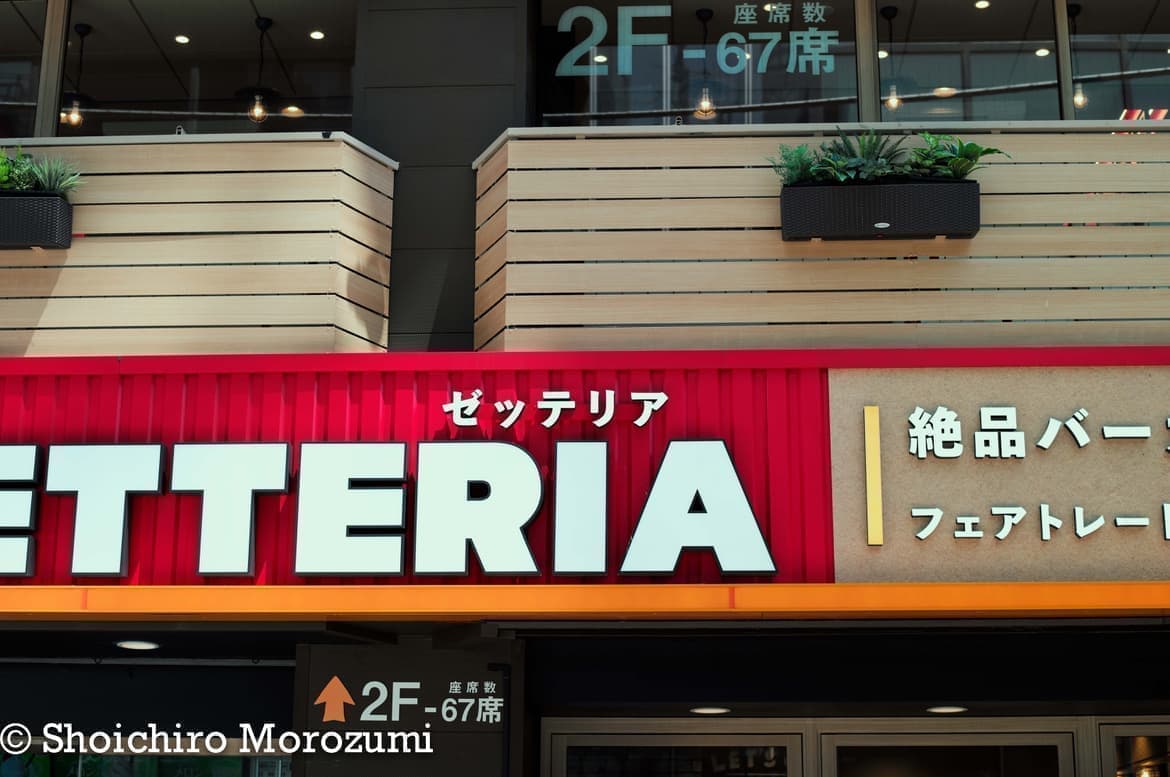 座席数
2F-67席
ゼッテリア
ETTERIA
絶品バー
フェアトレード
座席数
2F-67席
© Shoichiro Morozumi